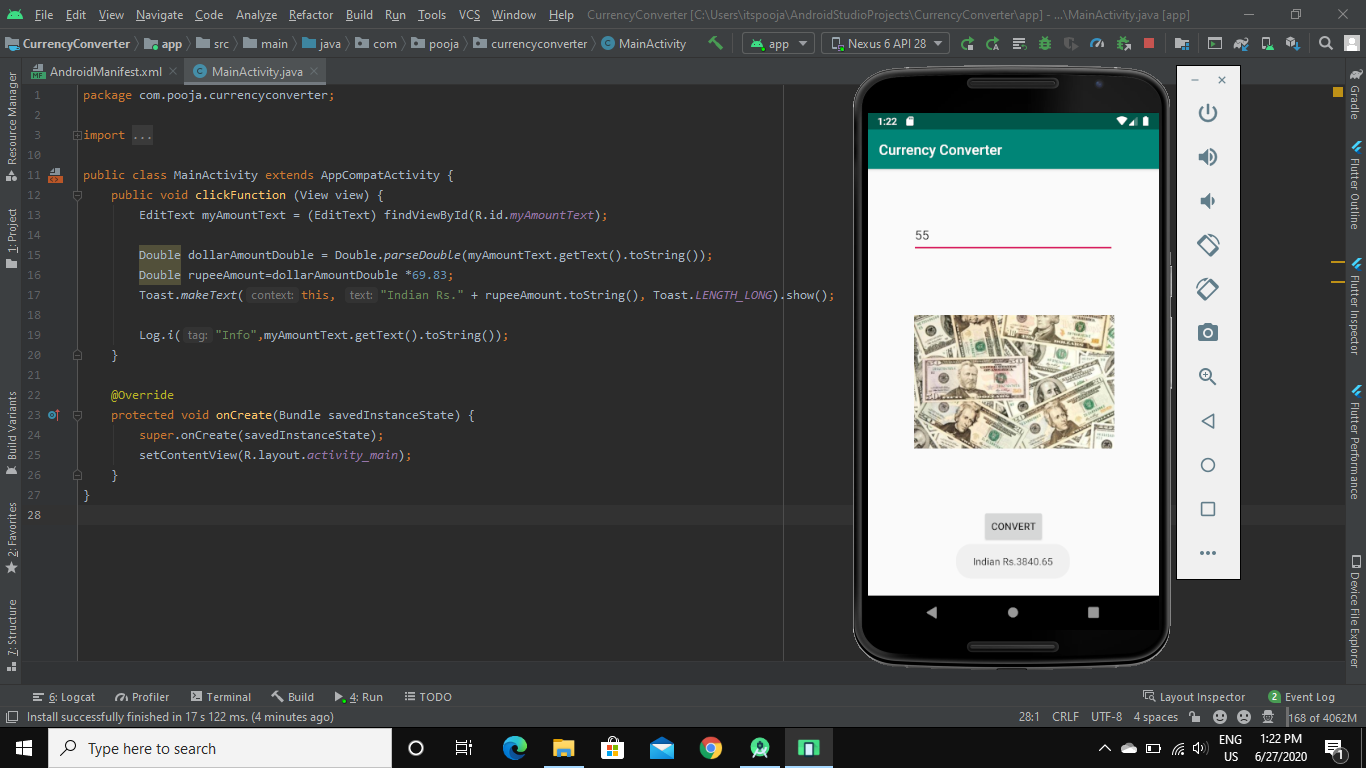 File Edit View Navigate Code Analyze Refactor Build Run Tools VCS Window Help CurrencyConverter [C:\Users\itspooja\AndroidStudioProjects\CurrencyConverter\app] - ...\MainActivity.java [app]
CurrencyConverter app src main java com pooja currencyconverter MainActivity app Nexus 6 API 28
AndroidManifest.xml MainActivity.java
Resource Manager
1: Project
Build Variants
2: Favorites
7: Structure
1 package com.pooja.currencyconverter;
2
3 import ...
10
11 public class MainActivity extends AppCompatActivity {
12 public void clickFunction (View view) {
13 EditText myAmountText = (EditText) findViewById(R.id.myAmountText);
14
15 Double dollarAmountDouble = Double.parseDouble(myAmountText.getText().toString());
16 Double rupeeAmount=dollarAmountDouble *69.83;
17 Toast.makeText( context: this, text: "Indian Rs." + rupeeAmount.toString(), Toast.LENGTH_LONG).show();
18
19 Log.i( tag: "Info",myAmountText.getText().toString());
20 }
21
22 @Override
23 protected void onCreate(Bundle savedInstanceState) {
24 super.onCreate(savedInstanceState);
25 setContentView(R.layout.activity_main);
26 }
27 }
28
1:22
Currency Converter
55
CONVERT
Indian Rs.3840.65
Gradle
Flutter Outline
Flutter Inspector
Flutter Performance
Device File Explorer
6: Logcat Profiler Terminal Build 4: Run TODO Layout Inspector 2 Event Log
Install successfully finished in 17 s 122 ms. (4 minutes ago) 28:1 CRLF UTF-8 4 spaces 168 of 4062M
Type here to search
ENG
US
1:22 PM
6/27/2020
1